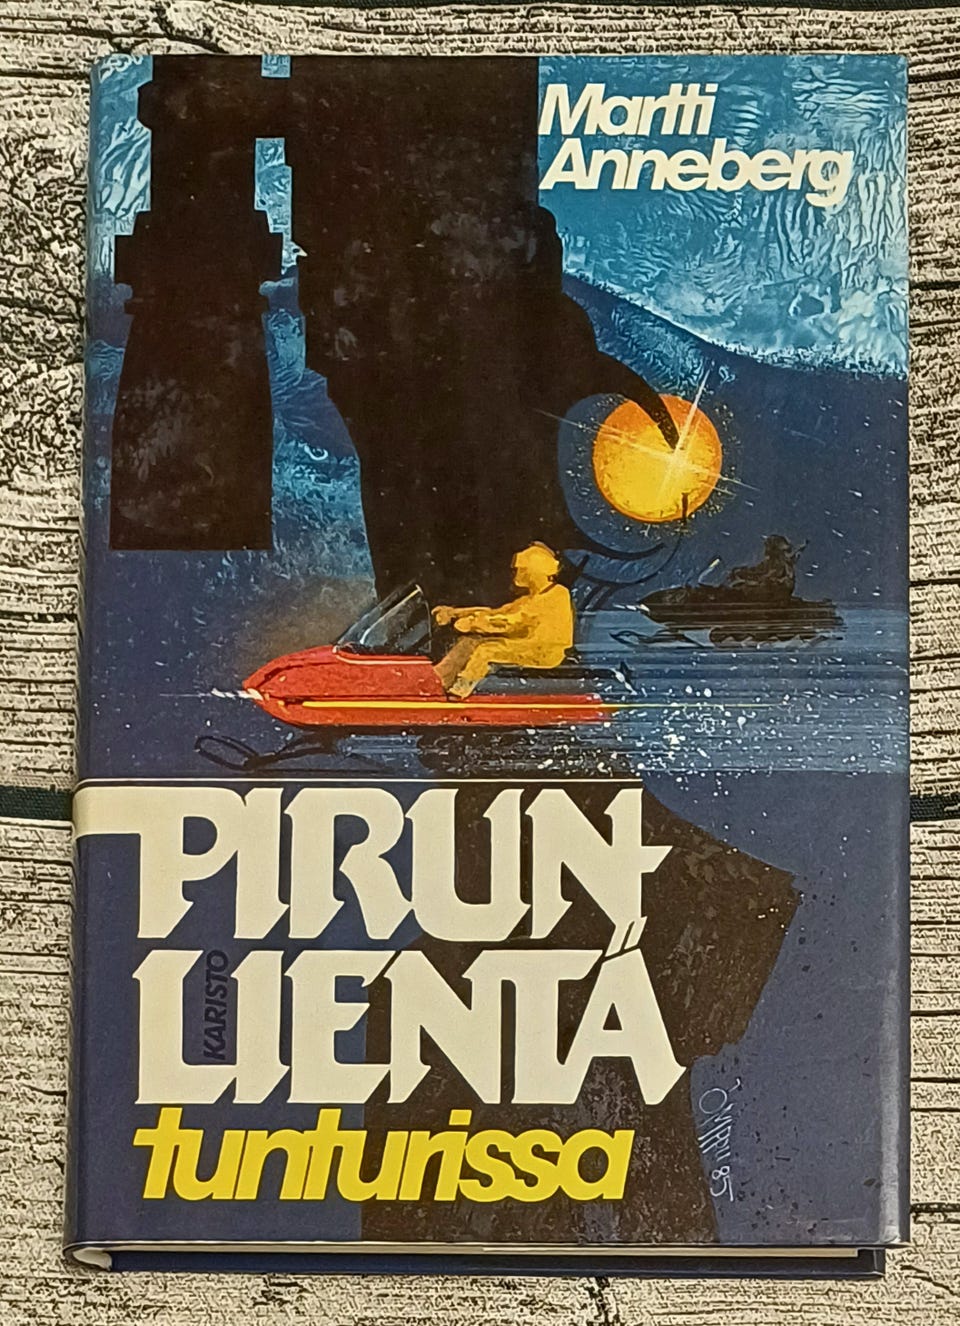 Martti
Anneberg
PIRUN-
LIENTÄ
KARISTO
tunturissa